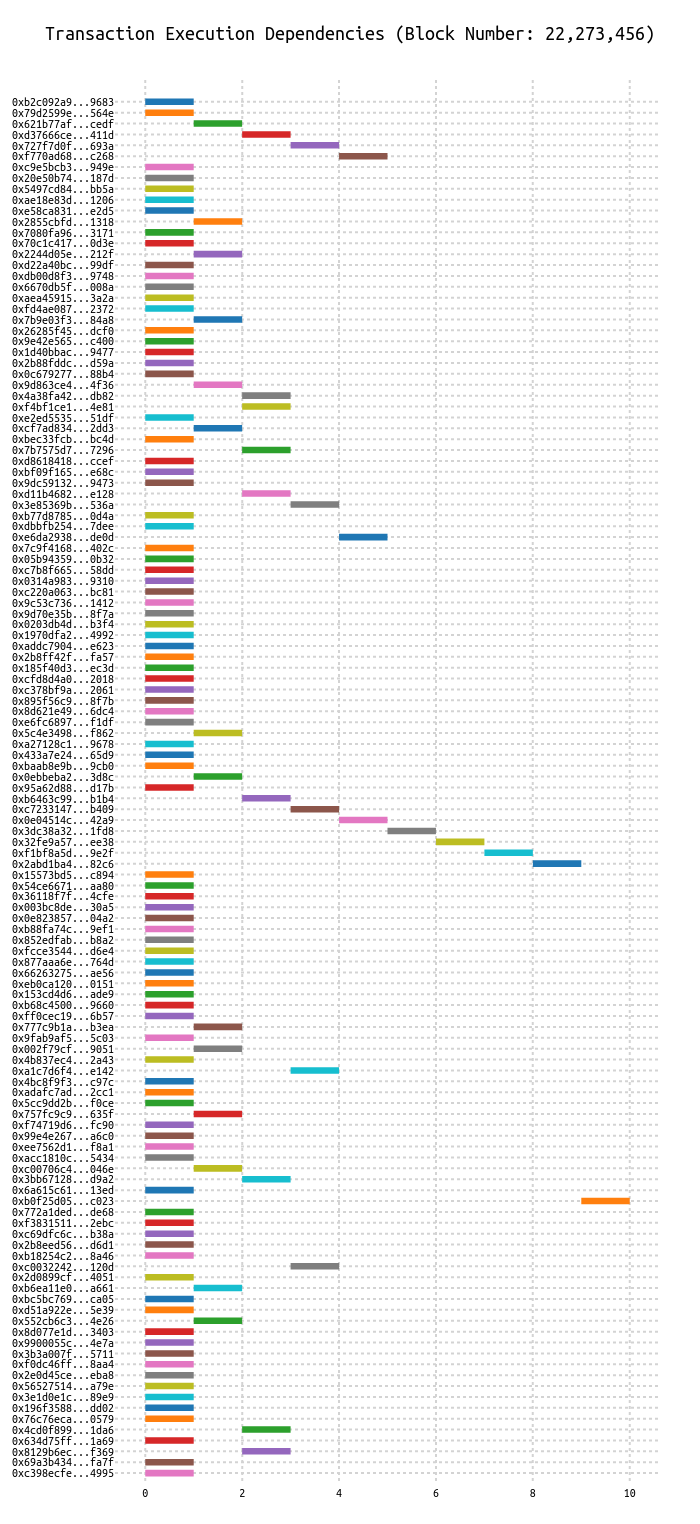 Transaction Execution Dependencies (Block Number: 22,273,456)
0xb2c092a9...9683
0x79d2599e...564e
0x621b77af...cedf
0xd37666ce...411d
0x727f7d0f...693a
0xf770ad68...c268
0xc9e5bcb3...949e
0x20e50b74...187d
0x5497cd84...bb5a
0xae18e83d...1206
0xe58ca831...e2d5
0x2855cbfd...1318
0x7080fa96...3171
0x70c1c417...0d3e
0x2244d05e...212f
0xd22a40bc...99df
0xdb00d8f3...9748
0x6670db5f...008a
0xaea45915...3a2a
0xfd4ae087...2372
0x7b9e03f3...84a8
0x26285f45...dcf0
0x9e42e565...c400
0x1d40bbac...9477
0x2b88fddc...d59a
0x0c679277...88b4
0x9d863ce4...4f36
0x4a38fa42...db82
0xf4bf1ce1...4e81
0xe2ed5535...51df
0xcf7ad834...2dd3
0xbec33fcb...bc4d
0x7b7575d7...7296
0xd8618418...ccef
0xbf09f165...e68c
0x9dc59132...9473
0xd11b4682...e128
0x3e85369b...536a
0xb77d8785...0d4a
0xdbbfb254...7dee
0xe6da2938...de0d
0x7c9f4168...402c
0x05b94359...0b32
0xc7b8f665...58dd
0x0314a983...9310
0xc220a063...bc81
0x9c53c736...1412
0x9d70e35b...8f7a
0x0203db4d...b3f4
0x1970dfa2...4992
0xaddc7904...e623
0x2b8ff42f...fa57
0x185f40d3...ec3d
0xcfd8d4a0...2018
0xc378bf9a...2061
0x895f56c9...8f7b
0x8d621e49...6dc4
0xe6fc6897...f1df
0x5c4e3498...f862
0xa27128c1...9678
0x433a7e24...65d9
0xbaab8e9b...9cb0
0x0ebbeba2...3d8c
0x95a62d88...d17b
0xb6463c99...b1b4
0xc7233147...b409
0x0e04514c...42a9
0x3dc38a32...1fd8
0x32fe9a57...ee38
0xf1bf8a5d...9e2f
0x2abd1ba4...82c6
0x15573bd5...c894
0x54ce6671...aa80
0x36118f7f...4cfe
0x003bc8de...30a5
0x0e823857...04a2
0xb88fa74c...9ef1
0x852edfab...b8a2
0xfcce3544...d6e4
0x877aaa6e...764d
0x66263275...ae56
0xeb0ca120...0151
0x153cd4d6...ade9
0xb68c4500...9660
0xff0cec19...6b57
0x777c9b1a...b3ea
0x9fab9af5...5c03
0x002f79cf...9051
0x4b837ec4...2a43
0xa1c7d6f4...e142
0x4bc8f9f3...c97c
0xadafc7ad...2cc1
0x5cc9dd2b...f0ce
0x757fc9c9...635f
0xf74719d6...fc90
0x99e4e267...a6c0
0xee7562d1...f8a1
0xacc1810c...5434
0xc00706c4...046e
0x3bb67128...d9a2
0x6a615c61...13ed
0xb0f25d05...c023
0x772a1ded...de68
0xf3831511...2ebc
0xc69dfc6c...b38a
0x2b8eed56...d6d1
0xb18254c2...8a46
0xc0032242...120d
0x2d0899cf...4051
0xb6ea11e0...a661
0xbc5bc769...ca05
0xd51a922e...5e39
0x552cb6c3...4e26
0x8d077e1d...3403
0x9900055c...4e7a
0x3b3a007f...5711
0xf0dc46ff...8aa4
0x2e0d45ce...eba8
0x56527514...a79e
0x3e1d0e1c...89e9
0x196f3588...dd02
0x76c76eca...0579
0x4cd0f899...1da6
0x634d75ff...1a69
0x8129b6ec...f369
0x69a3b434...fa7f
0xc398ecfe...4995
0 2 4 6 8 10